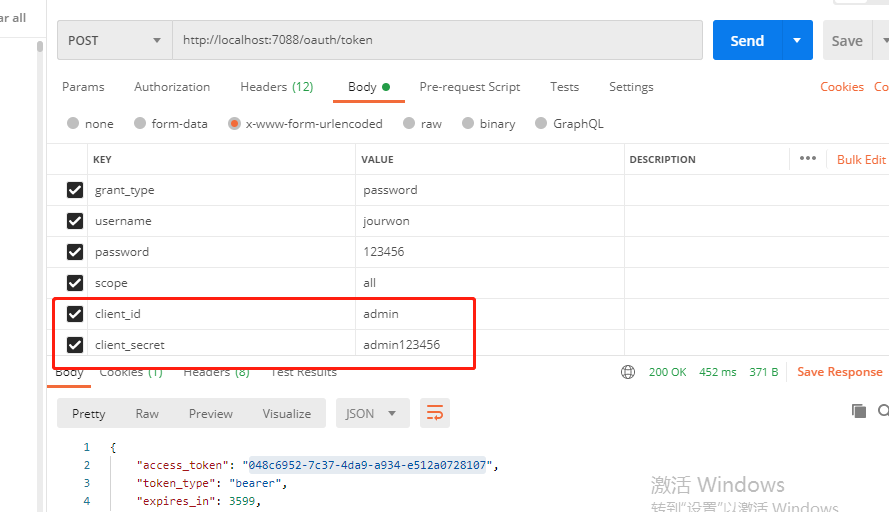 ar all
POST http://localhost:7088/oauth/token Send Save
Params Authorization Headers (12) Body Pre-request Script Tests Settings Cookies Co
none form-data x-www-form-urlencoded raw binary GraphQL
KEY VALUE DESCRIPTION ••• Bulk Edit
grant_type password
username jourwon
password 123456
scope all
client_id admin
client_secret admin123456
Body Cookies (1) Headers (8) Test Results 200 OK 452 ms 371 B Save Response
Pretty Raw Preview Visualize JSON
1 {
2 "access_token": "048c6952-7c37-4da9-a934-e512a0728107",
3 "token_type": "bearer",
4 "expires_in": 3599,
激活 Windows
转到"设置"以激活 Windows